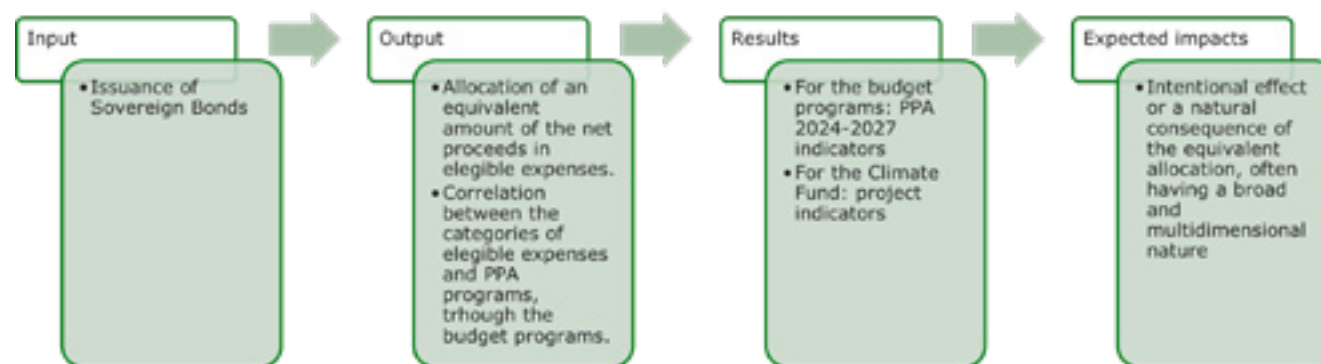 Input
• Issuance of
Sovereign Bonds
Output
• Allocation of an
equivalent
amount of the net
proceeds in
elegible expenses.
• Correlation
between the
categories of
elegible expenses
and PPA
programs,
trhough the
budget programs.
Results
• For the budget
programs: PPA
2024-2027
indicators
• For the Climate
Fund: project
indicators
Expected impacts
• Intentional effect
or a natural
consequence of
the equivalent
allocation, often
having a broad
and
multidimensional
nature